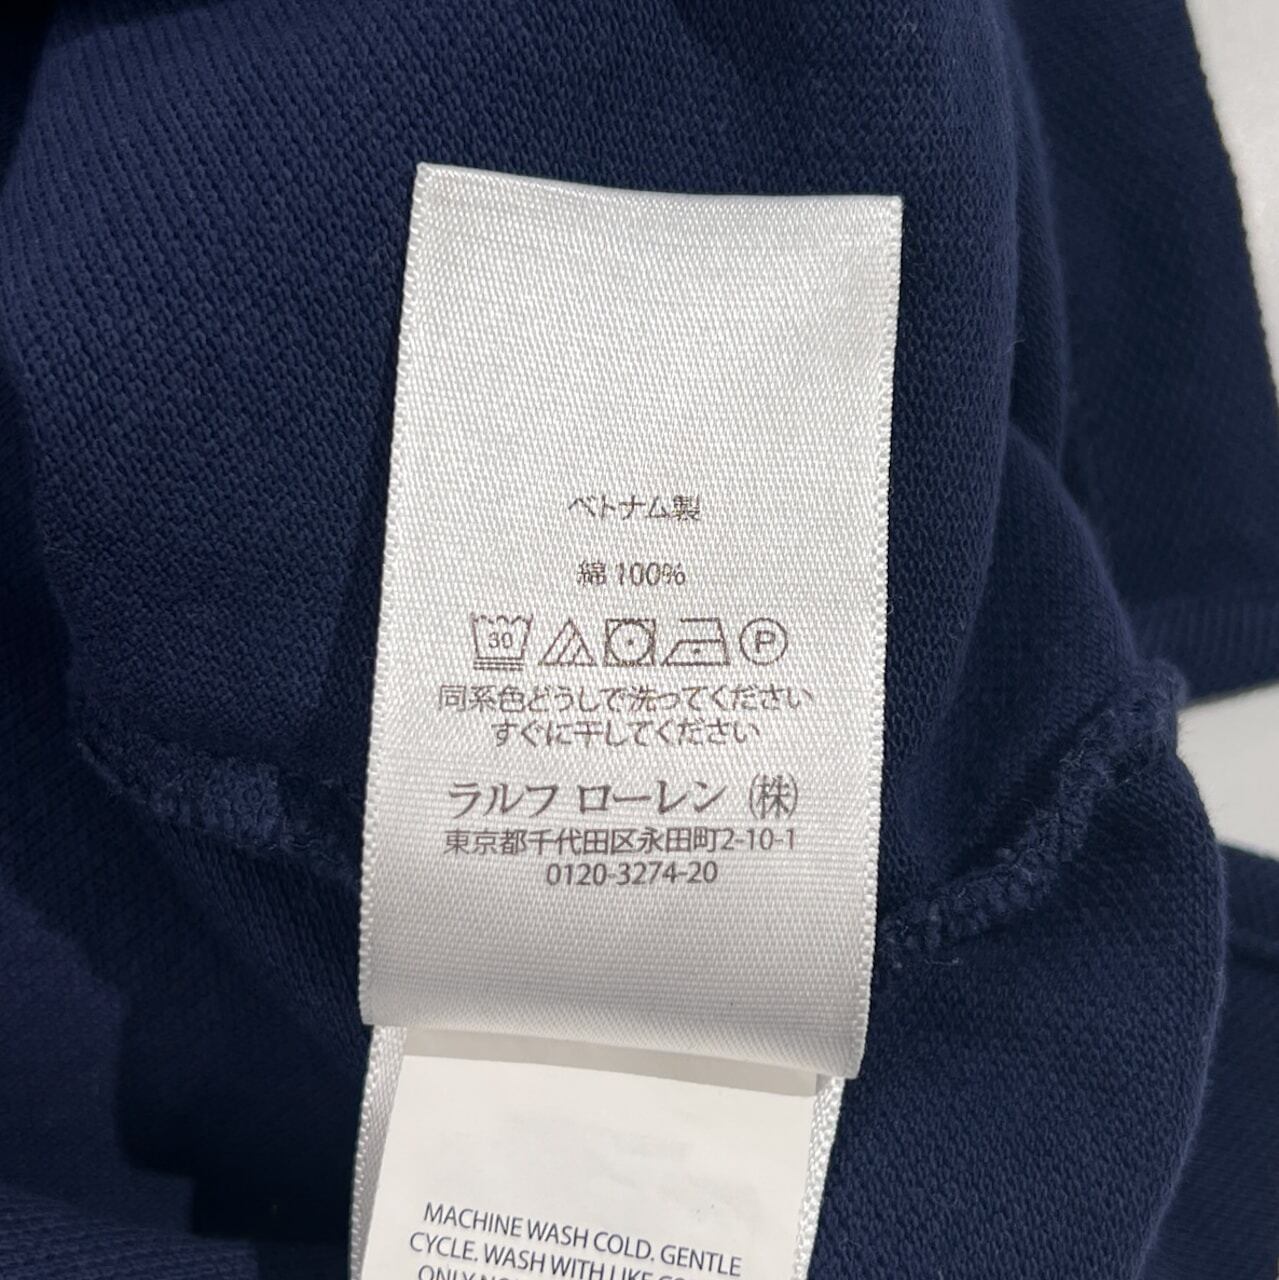 ベトナム製
綿 100%
30 P
同系色どうしで洗ってください
すぐに干してください
ラルフ ローレン (株)
東京都千代田区永田町2-10-1
0120-3274-20
MACHINE WASH COLD. GENTLE
CYCLE. WASH WITH LIKE
ONLY